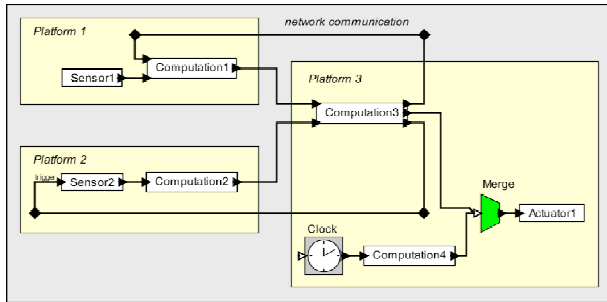 network communication
Platform 1
Computation1
Sensor1
Platform 3
Computation3
Platform 2
trigger
Sensor2
Computation2
Merge
Actuator1
Clock
Computation4